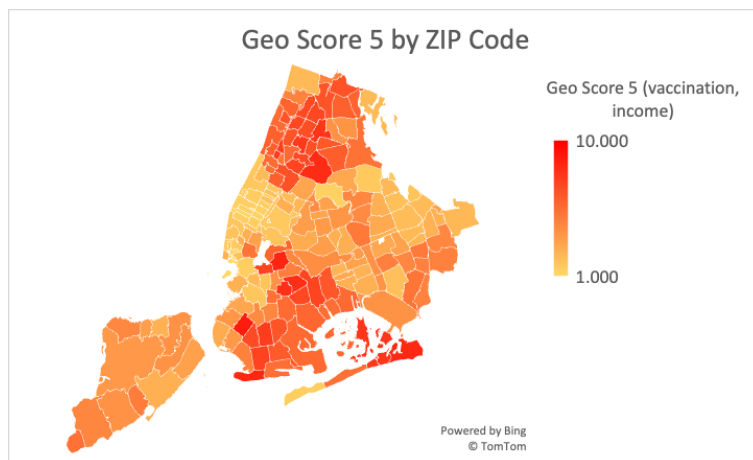 Geo Score 5 by ZIP Code
Geo Score 5 (vaccination,
income)
10.000
1.000
Powered by Bing
© TomTom